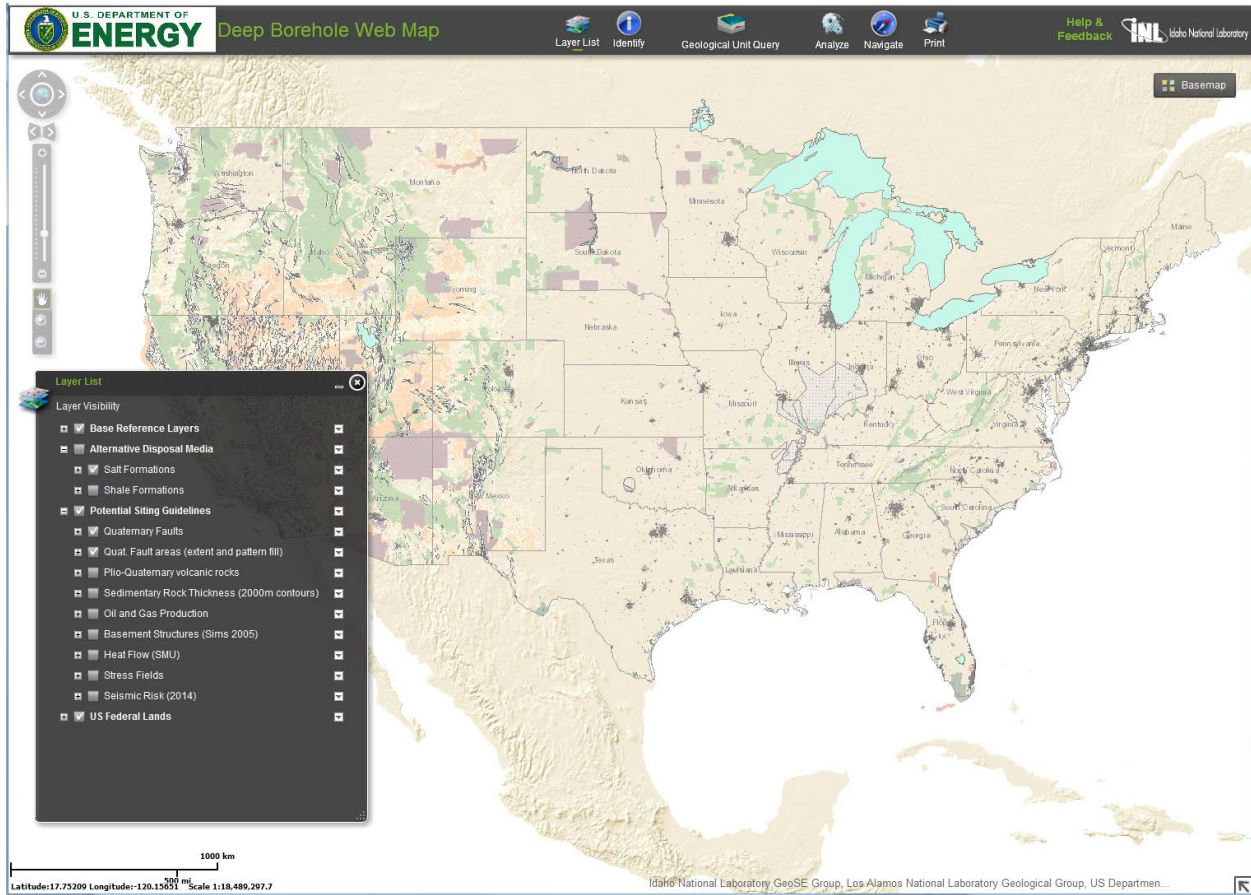 U.S. DEPARTMENT OF
ENERGY
Deep Borehole Web Map
Layer List
Identify
Geological Unit Query
Analyze
Navigate
Print
Help &
Feedback
INL
Idaho National Laboratory
Basemap
Washington
Montana
North Dakota
Minnesota
Maine
Vermont
Oregon
Idaho
South Dakota
Wisconsin
Michigan
New York
Wyoming
Nebraska
Iowa
Pennsylvania
Illinois
Indiana
Ohio
Colorado
Kansas
Missouri
West Virginia
Virginia
Kentucky
Tennessee
North Carolina
Oklahoma
Arkansas
Arizona
New Mexico
South Carolina
Mississippi
Alabama
Georgia
Texas
Louisiana
Layer List
Layer Visibility
Base Reference Layers
Alternative Disposal Media
Salt Formations
Shale Formations
Potential Siting Guidelines
Quaternary Faults
Quat. Fault areas (extent and pattern fill)
Plio-Quaternary volcanic rocks
Sedimentary Rock Thickness (2000m contours)
Oil and Gas Production
Basement Structures (Sims 2005)
Heat Flow (SMU)
Stress Fields
Seismic Risk (2014)
US Federal Lands
1000 km
500 mi
Latitude:17.75209 Longitude:-120.15651 Scale 1:18,489,297.7
Idaho National Laboratory GeoSE Group, Los Alamos National Laboratory Geological Group, US Departmen...